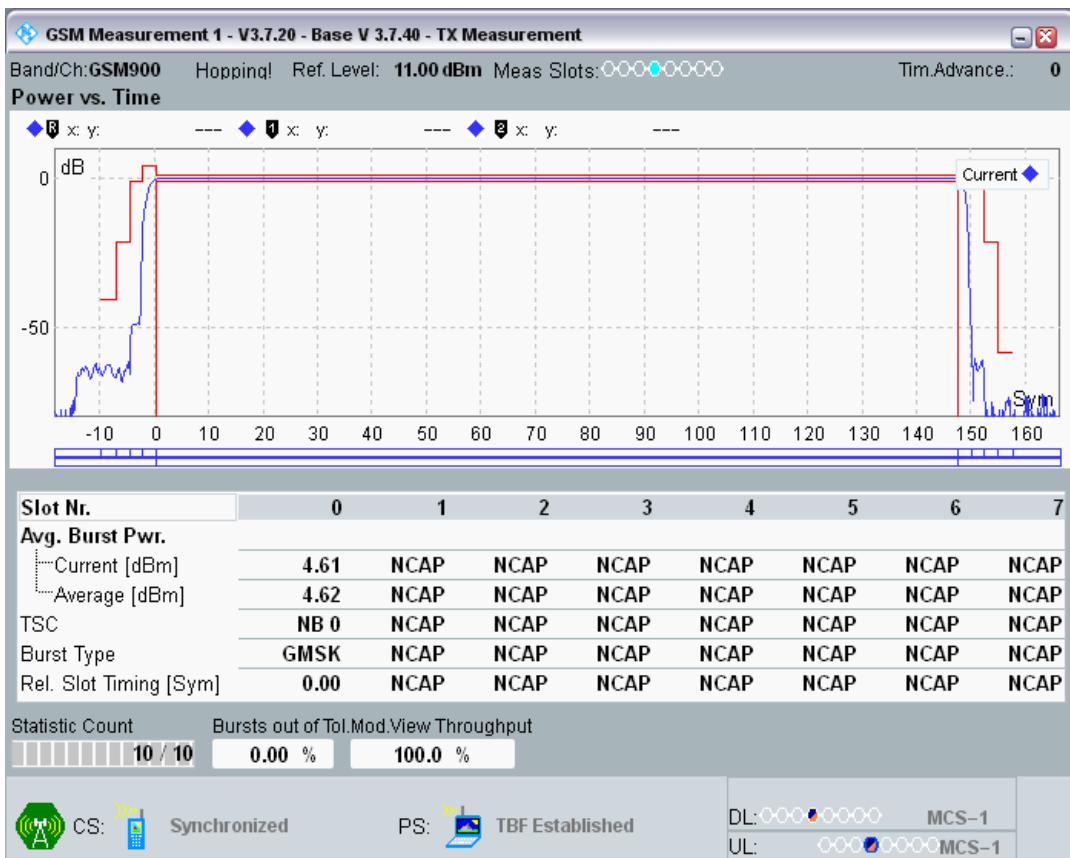 GSM Measurement 1 - V3.7.20 - Base V 3.7.40 - TX Measurement
Band/Ch:GSM900 Hopping! Ref. Level: 11.00 dBm Meas Slots: Tim.Advance.: 0
Power vs. Time
R x: y: --- 1 x: y: --- 2 x: y: ---
dB
Current
0
-50
Sym
-10 0 10 20 30 40 50 60 70 80 90 100 110 120 130 140 150 160
Slot Nr. 0 1 2 3 4 5 6 7
Avg. Burst Pwr.
Current [dBm] 4.61 NCAP NCAP NCAP NCAP NCAP NCAP NCAP
Average [dBm] 4.62 NCAP NCAP NCAP NCAP NCAP NCAP NCAP
TSC NB 0 NCAP NCAP NCAP NCAP NCAP NCAP NCAP
Burst Type GMSK NCAP NCAP NCAP NCAP NCAP NCAP NCAP
Rel. Slot Timing [Sym] 0.00 NCAP NCAP NCAP NCAP NCAP NCAP NCAP
Statistic Count Bursts out of Tol.Mod.View Throughput
10 / 10 0.00 % 100.0 %
CS: Synchronized PS: TBF Established DL: MCS-1
UL: MCS-1